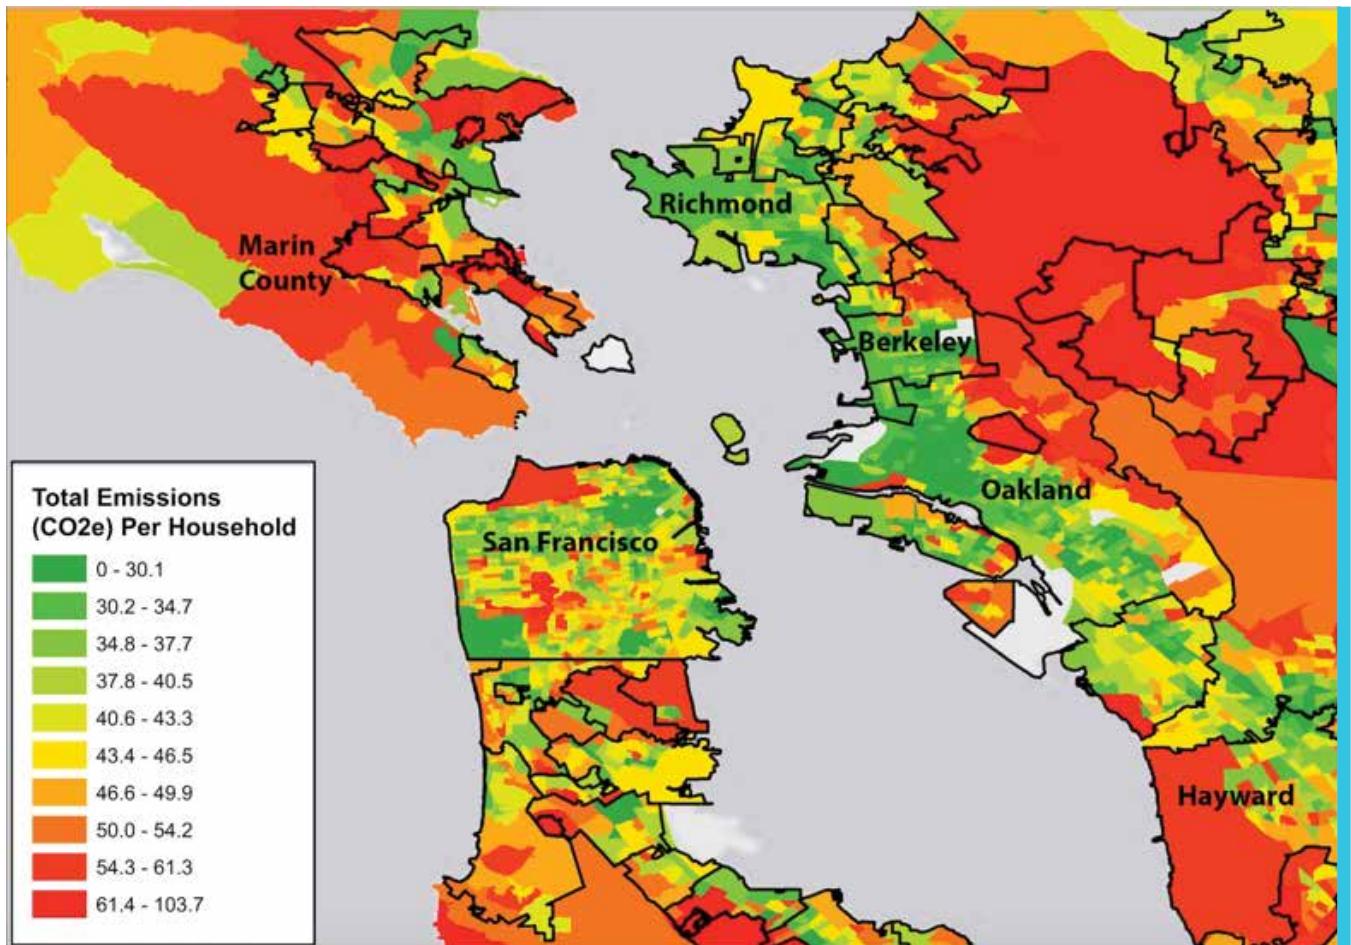 Richmond
Marin
County
Berkeley
Oakland
San Francisco
Hayward
Total Emissions
(CO2e) Per Household
0 - 30.1
30.2 - 34.7
34.8 - 37.7
37.8 - 40.5
40.6 - 43.3
43.4 - 46.5
46.6 - 49.9
50.0 - 54.2
54.3 - 61.3
61.4 - 103.7